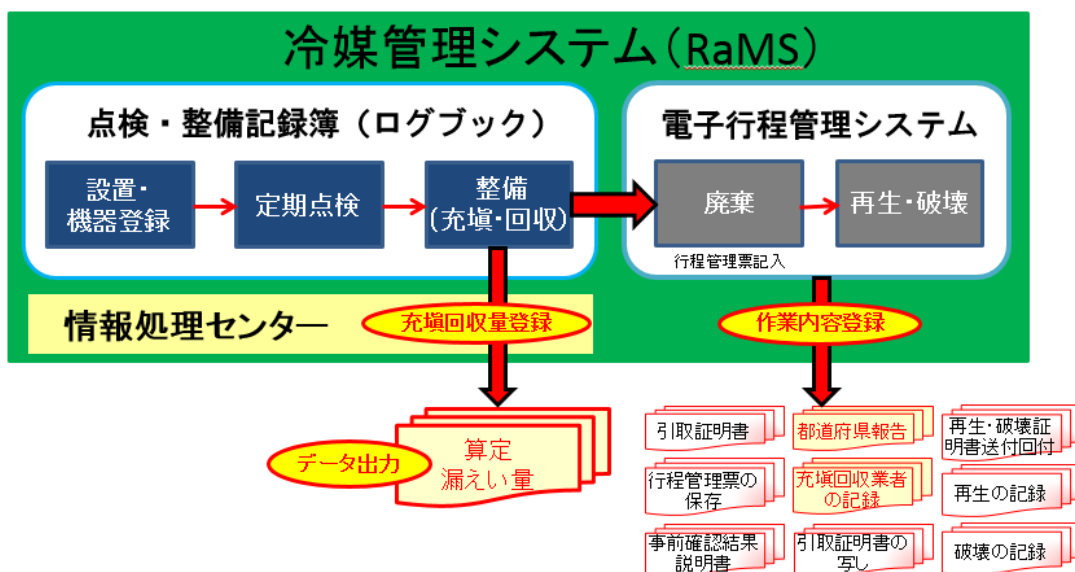 冷媒管理システム(RaMS)
点検・整備記録簿（ログブック）
設置・
機器登録
定期点検
整備
(充塡・回収)
電子行程管理システム
廃棄
再生・破壊
行程管理票記入
情報処理センター
充塡回収量登録
作業内容登録
データ出力
算定
漏えい量
引取証明書
都道府県報告
再生・破壊証
明書送付回付
行程管理票の
保存
充塡回収業者
の記録
再生の記録
事前確認結果
説明書
引取証明書の
写し
破壊の記録